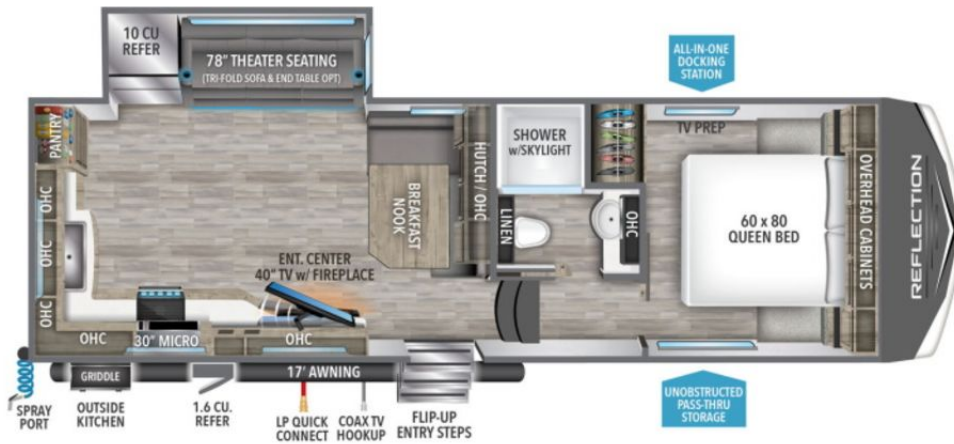 10 CU
REFER
78" THEATER SEATING
(TRI-FOLD SOFA & END TABLE OPT)
ALL-IN-ONE
DOCKING
STATION
PANTRY
SHOWER
w/SKYLIGHT
TV PREP
HUTCH / OHC
BREAKFAST
NOOK
LINEN
OHC
60 x 80
QUEEN BED
OVERHEAD CABINETS
REFLECTION
OHC
OHC
OHC
ENT. CENTER
40" TV w/ FIREPLACE
OHC
30" MICRO
OHC
SPRAY
PORT
GRIDDLE
OUTSIDE
KITCHEN
1.6 CU.
REFER
17' AWNING
LP QUICK
CONNECT
COAX TV
HOOKUP
FLIP-UP
ENTRY STEPS
UNOBSTRUCTED
PASS-THRU
STORAGE